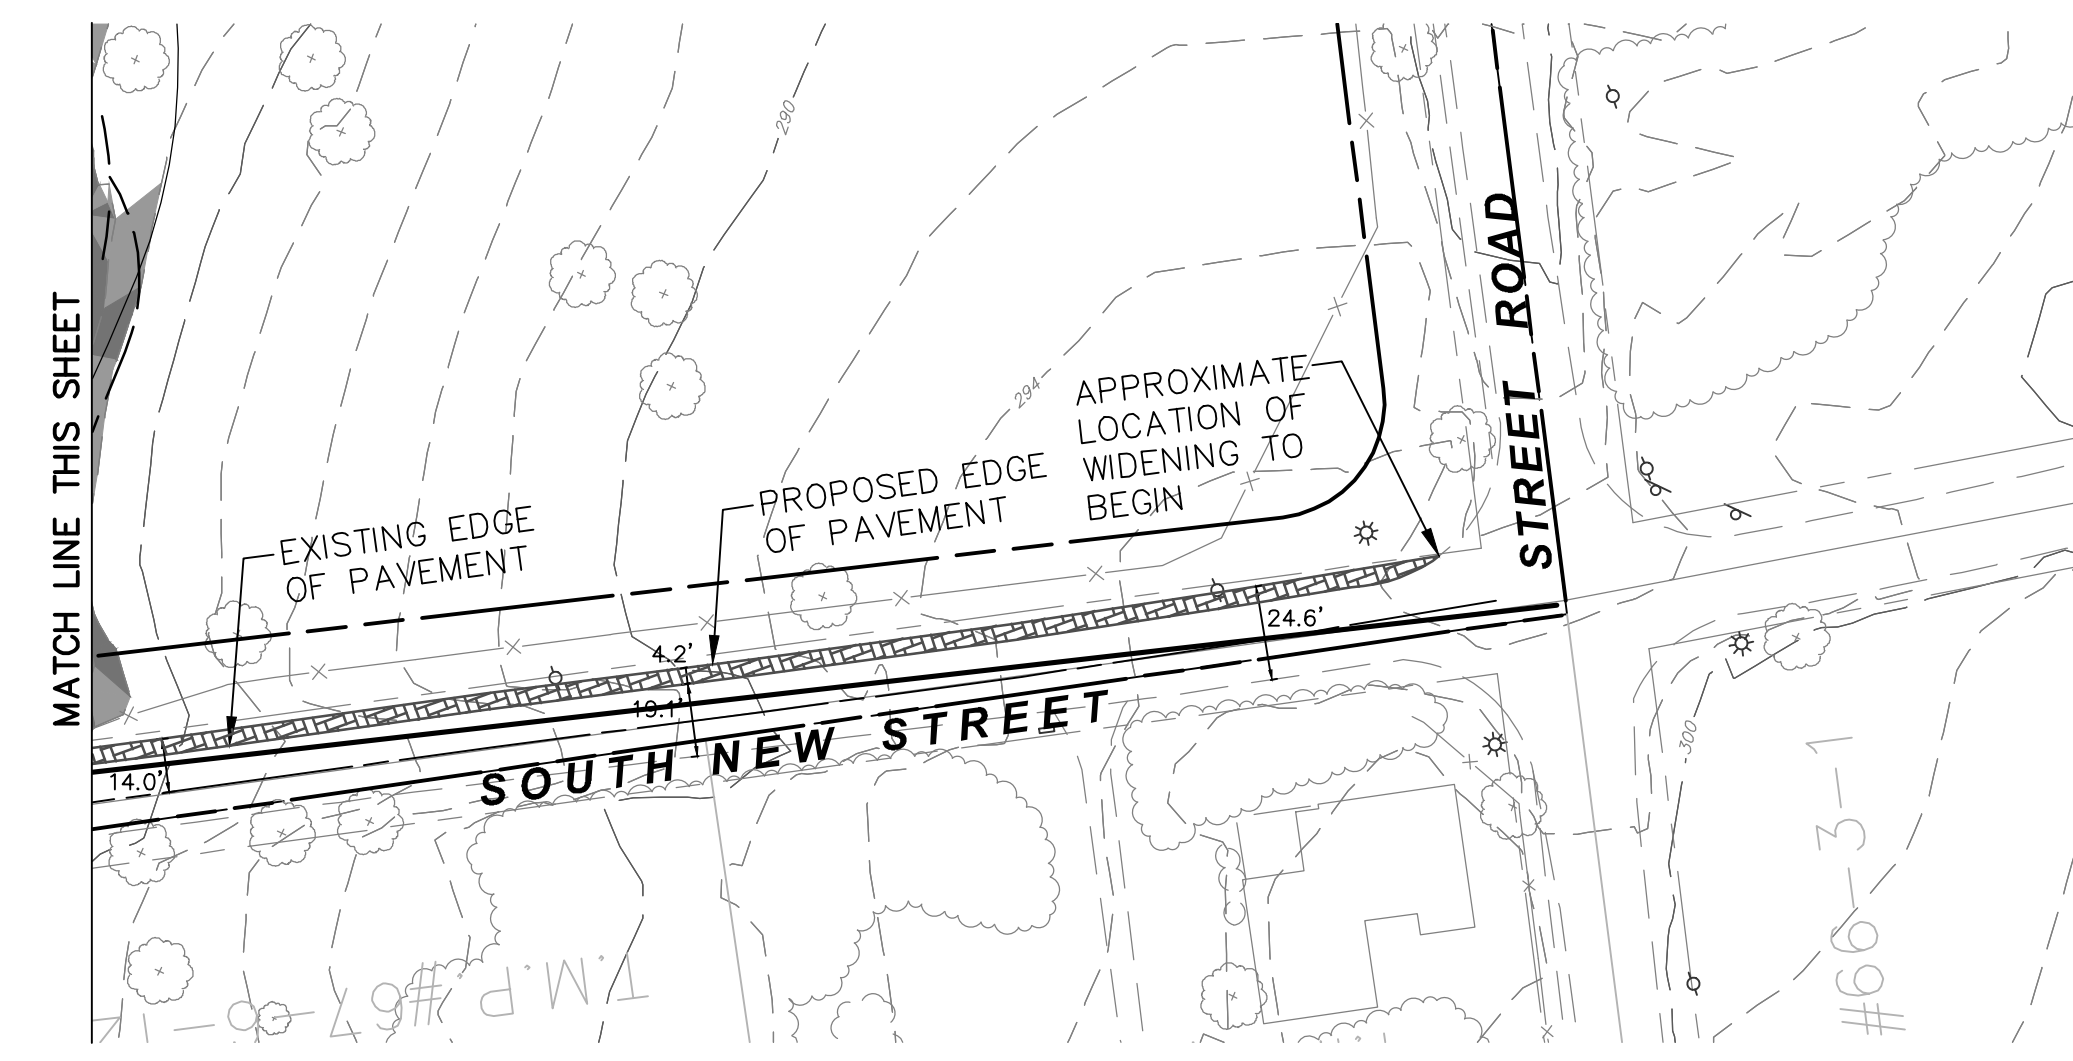 MATCH LINE THIS SHEET
290
294
APPROXIMATE
LOCATION OF
WIDENING TO
BEGIN
STREET ROAD
PROPOSED EDGE
OF PAVEMENT
EXISTING EDGE
OF PAVEMENT
24.6'
4.2'
19.1'
14.0'
SOUTH NEW STREET
300
#66-3-1
T.M.P. #67-